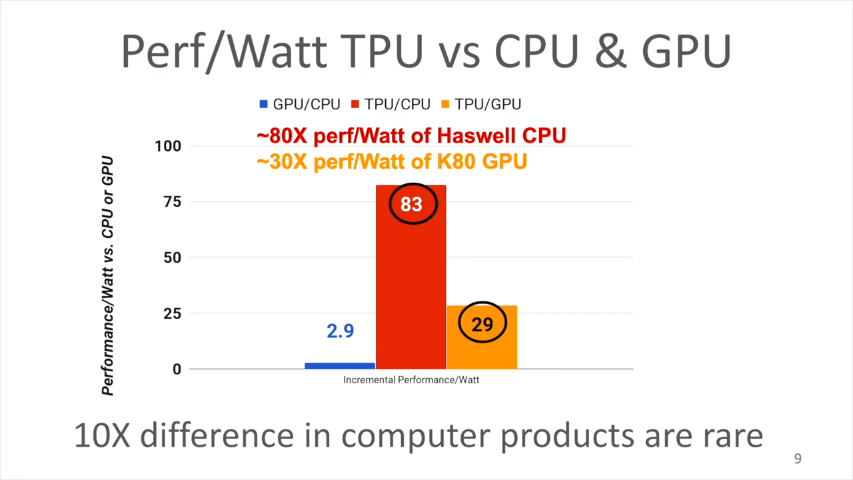 Perf/Watt TPU vs CPU & GPU
GPU/CPU TPU/CPU TPU/GPU
~80X perf/Watt of Haswell CPU
~30X perf/Watt of K80 GPU
Performance/Watt vs. CPU or GPU
100
75
50
25
0
83
2.9
29
Incremental Performance/Watt
10X difference in computer products are rare
9